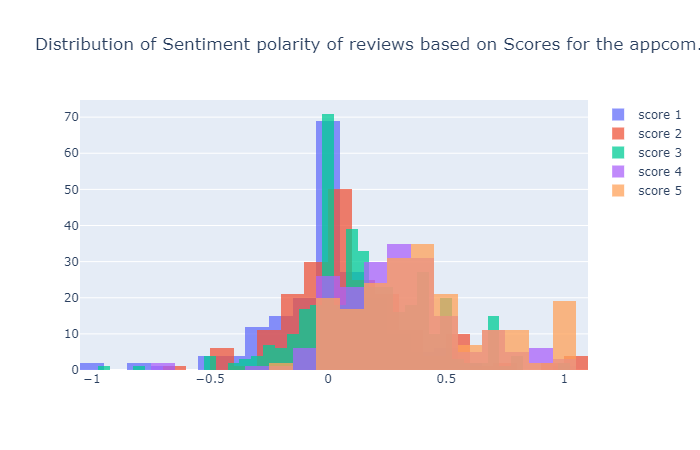 Distribution of Sentiment polarity of reviews based on Scores for the appcom.
score 1
score 2
score 3
score 4
score 5
70
60
50
40
30
20
10
0
−1
−0.5
0
0.5
1